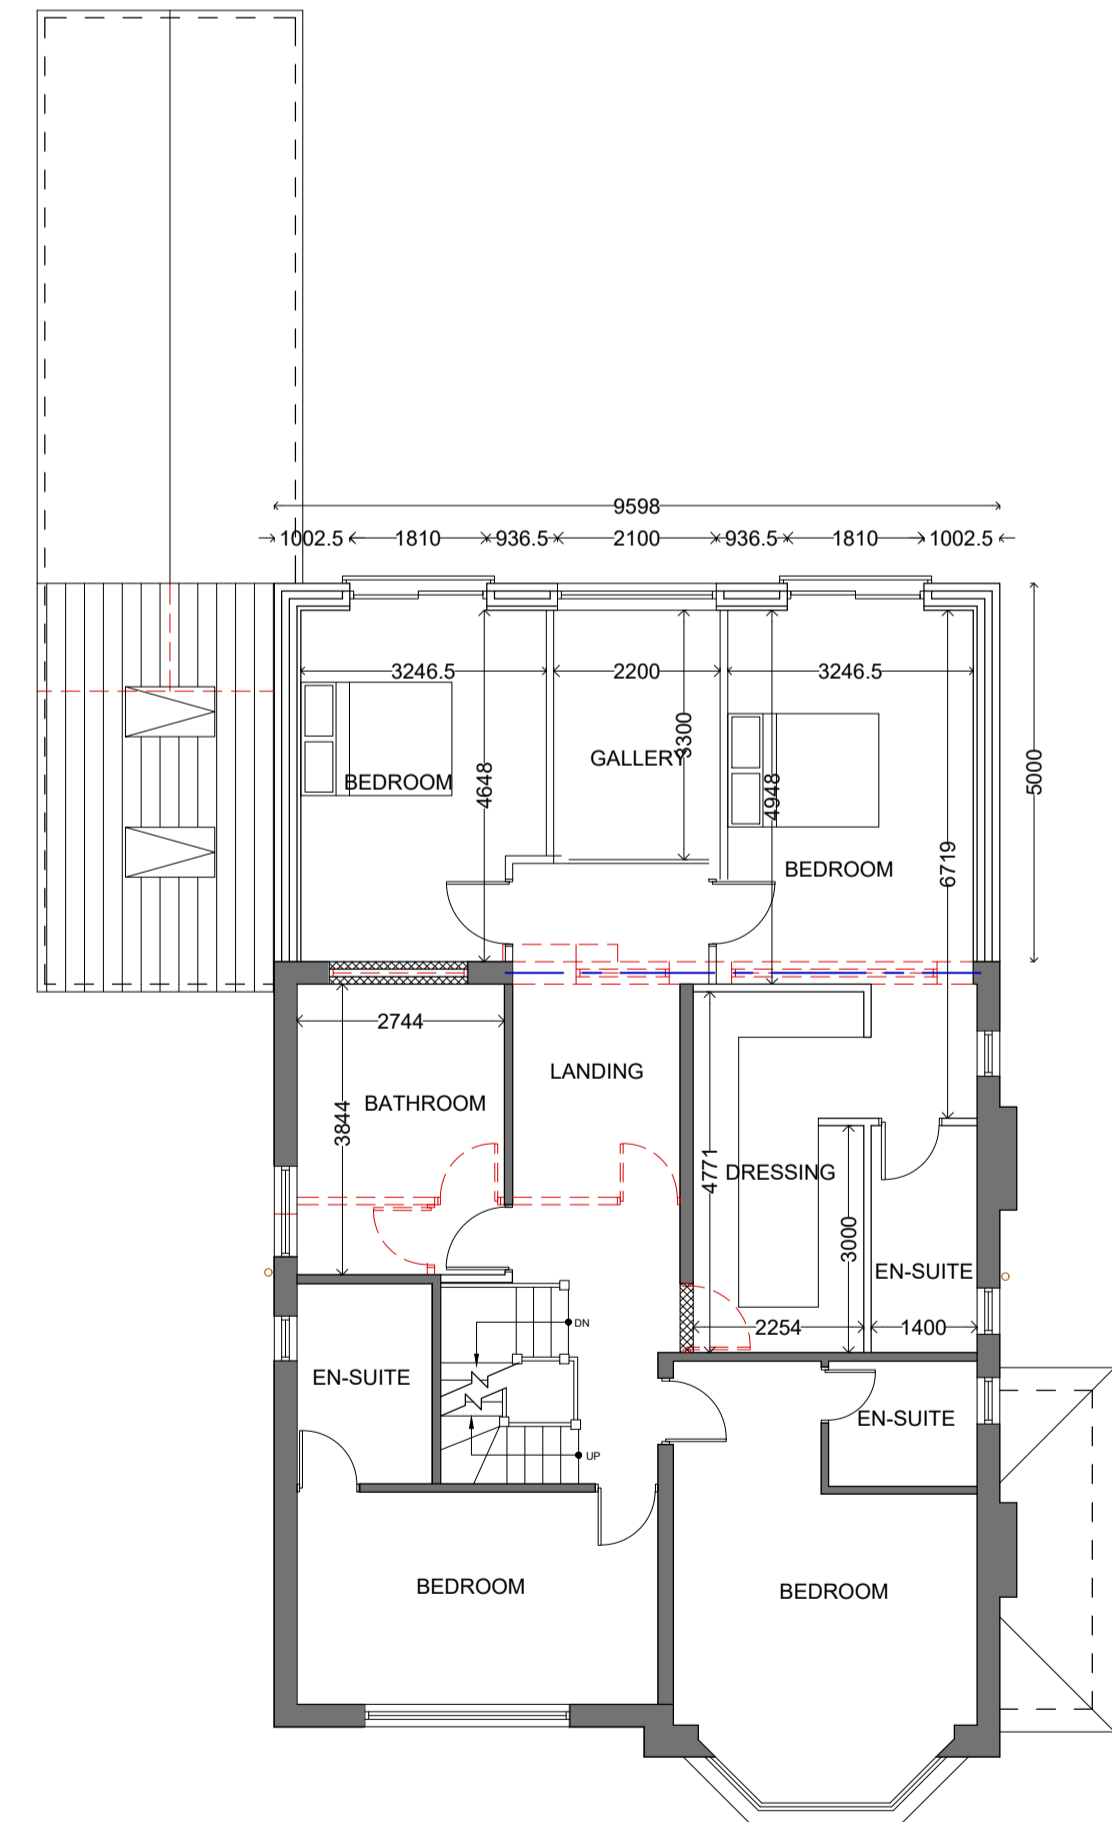 9598
1002.5 1810 936.5 2100 936.5 1810 1002.5
3246.5 2200 3246.5
3300
GALLERY
BEDROOM
4648
4948
5000
BEDROOM
6719
2744
LANDING
BATHROOM
3844
4771
DRESSING
3000
EN-SUITE
2254 1400
DN
EN-SUITE
EN-SUITE
UP
BEDROOM
BEDROOM